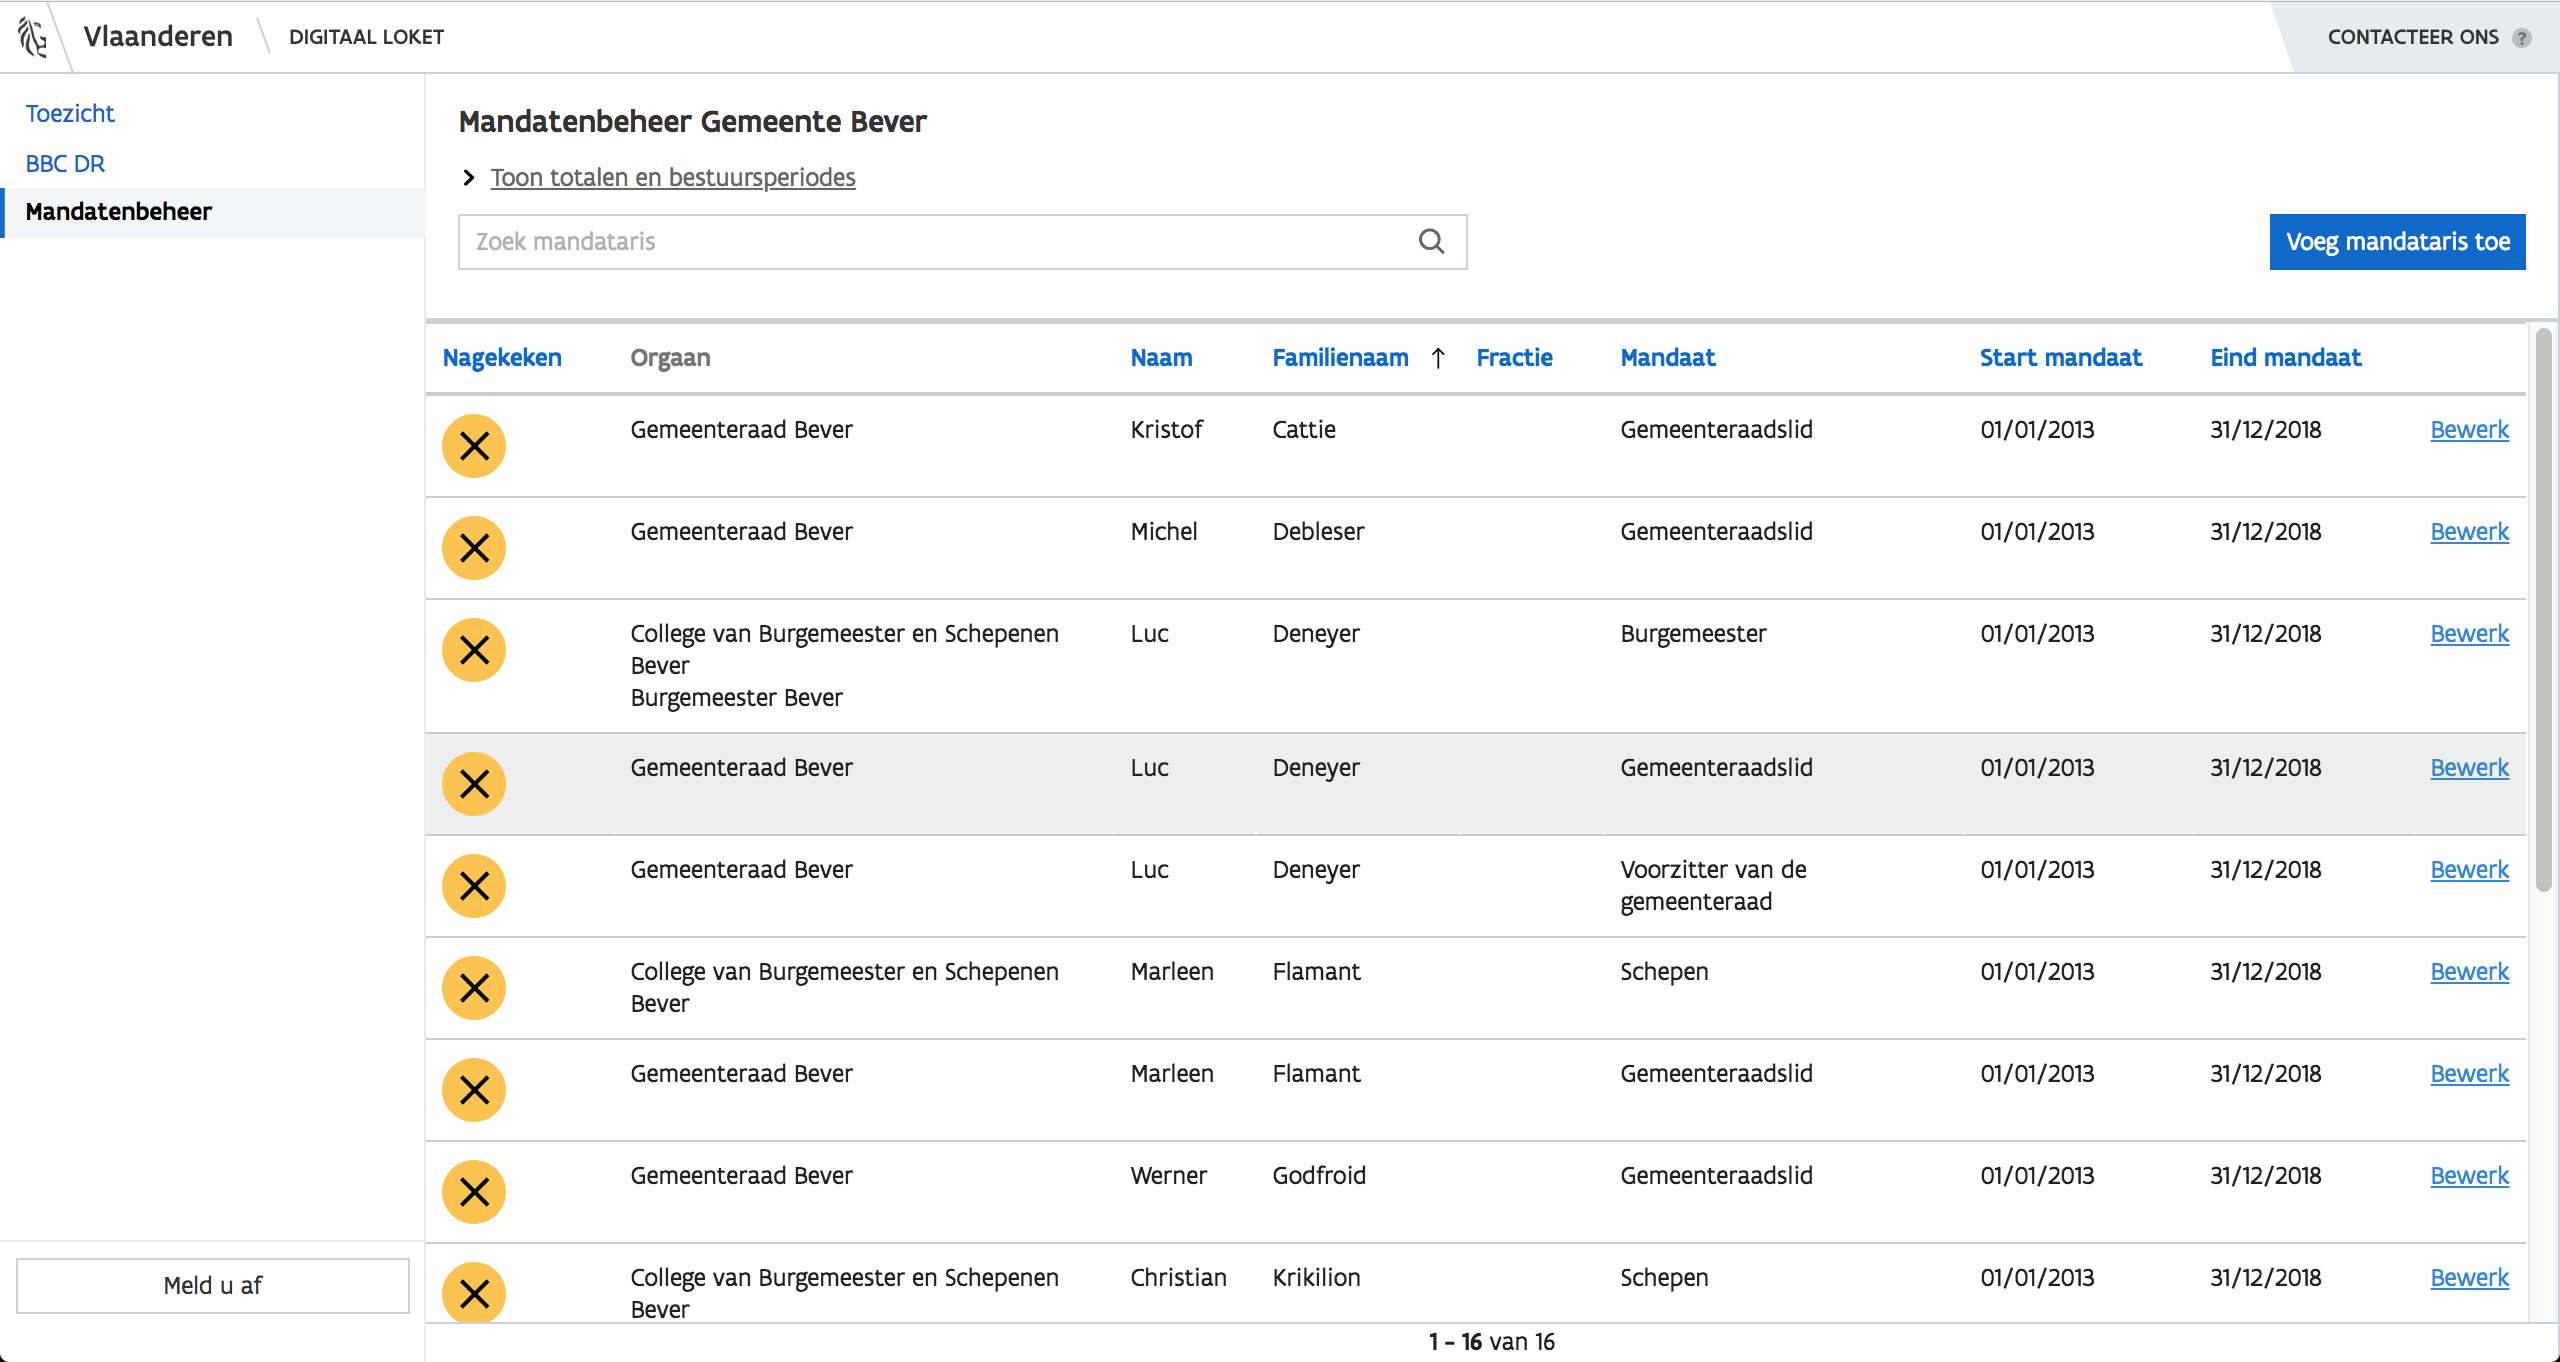 Vlaanderen DIGITAAL LOKET CONTACTEER ONS ?
Toezicht
BBC DR
Mandatenbeheer
Meld u af
Mandatenbeheer Gemeente Bever
Toon totalen en bestuursperiodes
Zoek mandataris
Voeg mandataris toe
Nagekeken Orgaan Naam Familienaam ↑ Fractie Mandaat Start mandaat Eind mandaat
Gemeenteraad Bever Kristof Cattie Gemeenteraadslid 01/01/2013 31/12/2018 Bewerk
Gemeenteraad Bever Michel Debleser Gemeenteraadslid 01/01/2013 31/12/2018 Bewerk
College van Burgemeester en Schepenen Luc Deneyer Burgemeester 01/01/2013 31/12/2018 Bewerk
Bever
Burgemeester Bever
Gemeenteraad Bever Luc Deneyer Gemeenteraadslid 01/01/2013 31/12/2018 Bewerk
Gemeenteraad Bever Luc Deneyer Voorzitter van de 01/01/2013 31/12/2018 Bewerk
gemeenteraad
College van Burgemeester en Schepenen Marleen Flamant Schepen 01/01/2013 31/12/2018 Bewerk
Bever
Gemeenteraad Bever Marleen Flamant Gemeenteraadslid 01/01/2013 31/12/2018 Bewerk
Gemeenteraad Bever Werner Godfroid Gemeenteraadslid 01/01/2013 31/12/2018 Bewerk
College van Burgemeester en Schepenen Christian Krikilion Schepen 01/01/2013 31/12/2018 Bewerk
Bever
1 - 16 van 16